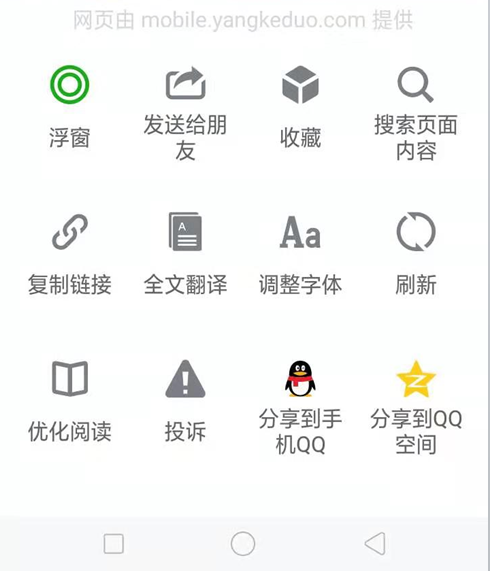 网页由 mobile.yangkeduo.com 提供
浮窗
发送给朋
友
收藏
搜索页面
内容
复制链接
A
全文翻译
Aa
调整字体
刷新
优化阅读
投诉
分享到手
机QQ
分享到QQ
空间